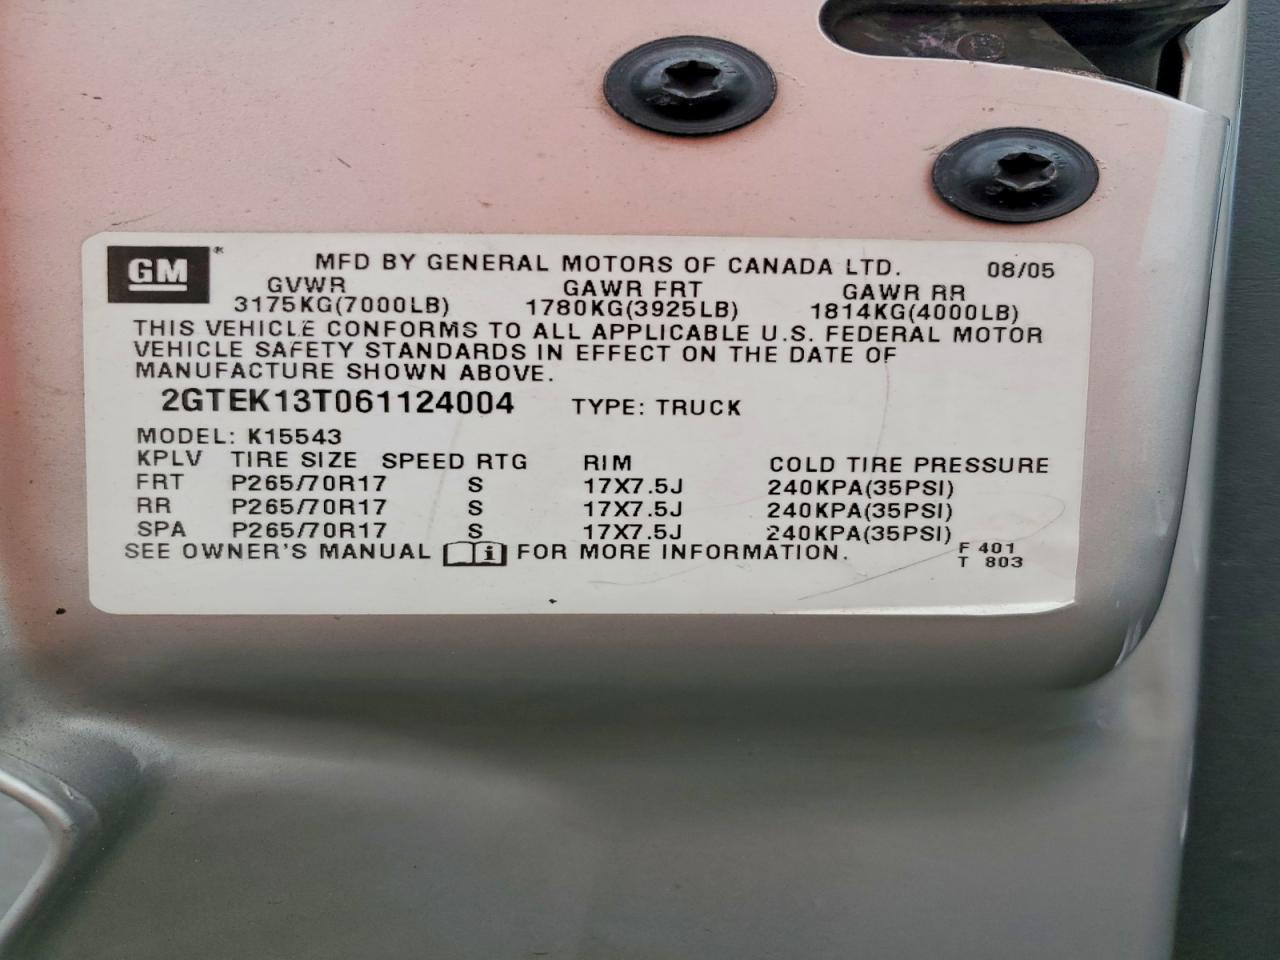 GM
MFD BY GENERAL MOTORS OF CANADA LTD. 08/05
GVWR GAWR FRT GAWR RR
3175KG(7000LB) 1780KG(3925LB) 1814KG(4000LB)
THIS VEHICLE CONFORMS TO ALL APPLICABLE U.S. FEDERAL MOTOR
VEHICLE SAFETY STANDARDS IN EFFECT ON THE DATE OF
MANUFACTURE SHOWN ABOVE.
2GTEK13T061124004 TYPE: TRUCK
MODEL: K15543
KPLV TIRE SIZE SPEED RTG RIM COLD TIRE PRESSURE
FRT P265/70R17 S 17X7.5J 240KPA(35PSI)
RR P265/70R17 S 17X7.5J 240KPA(35PSI)
SPA P265/70R17 S 17X7.5J 240KPA(35PSI)
SEE OWNER'S MANUAL i FOR MORE INFORMATION. F 401
T 803